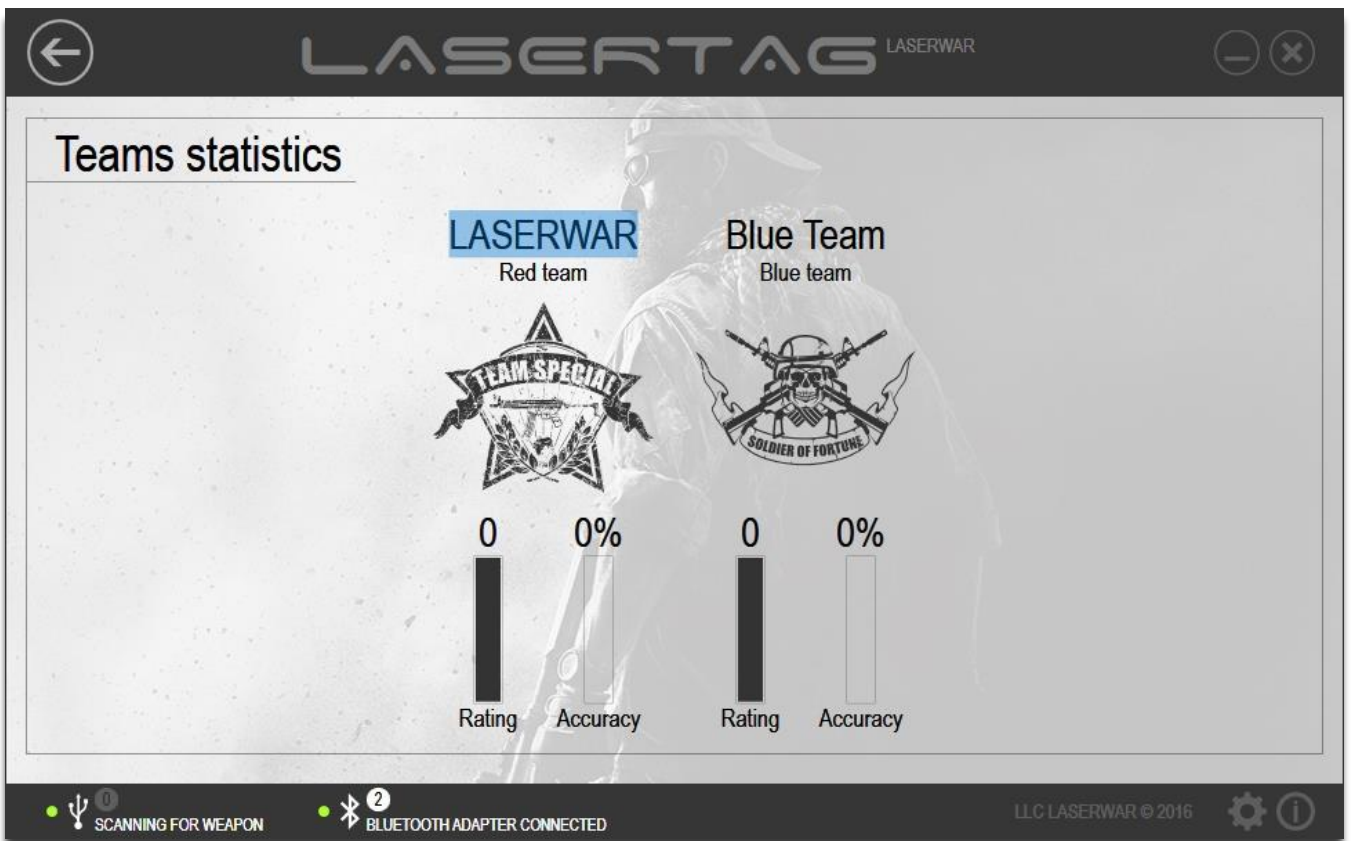 LASERTAG LASERWAR
Teams statistics
LASERWAR
Red team
Blue Team
Blue team
TEAM SPECIAL
SOLDIER OF FORTUNE
0 0% 0 0%
Rating Accuracy Rating Accuracy
0
SCANNING FOR WEAPON
2
BLUETOOTH ADAPTER CONNECTED
LLC LASERWAR © 2016